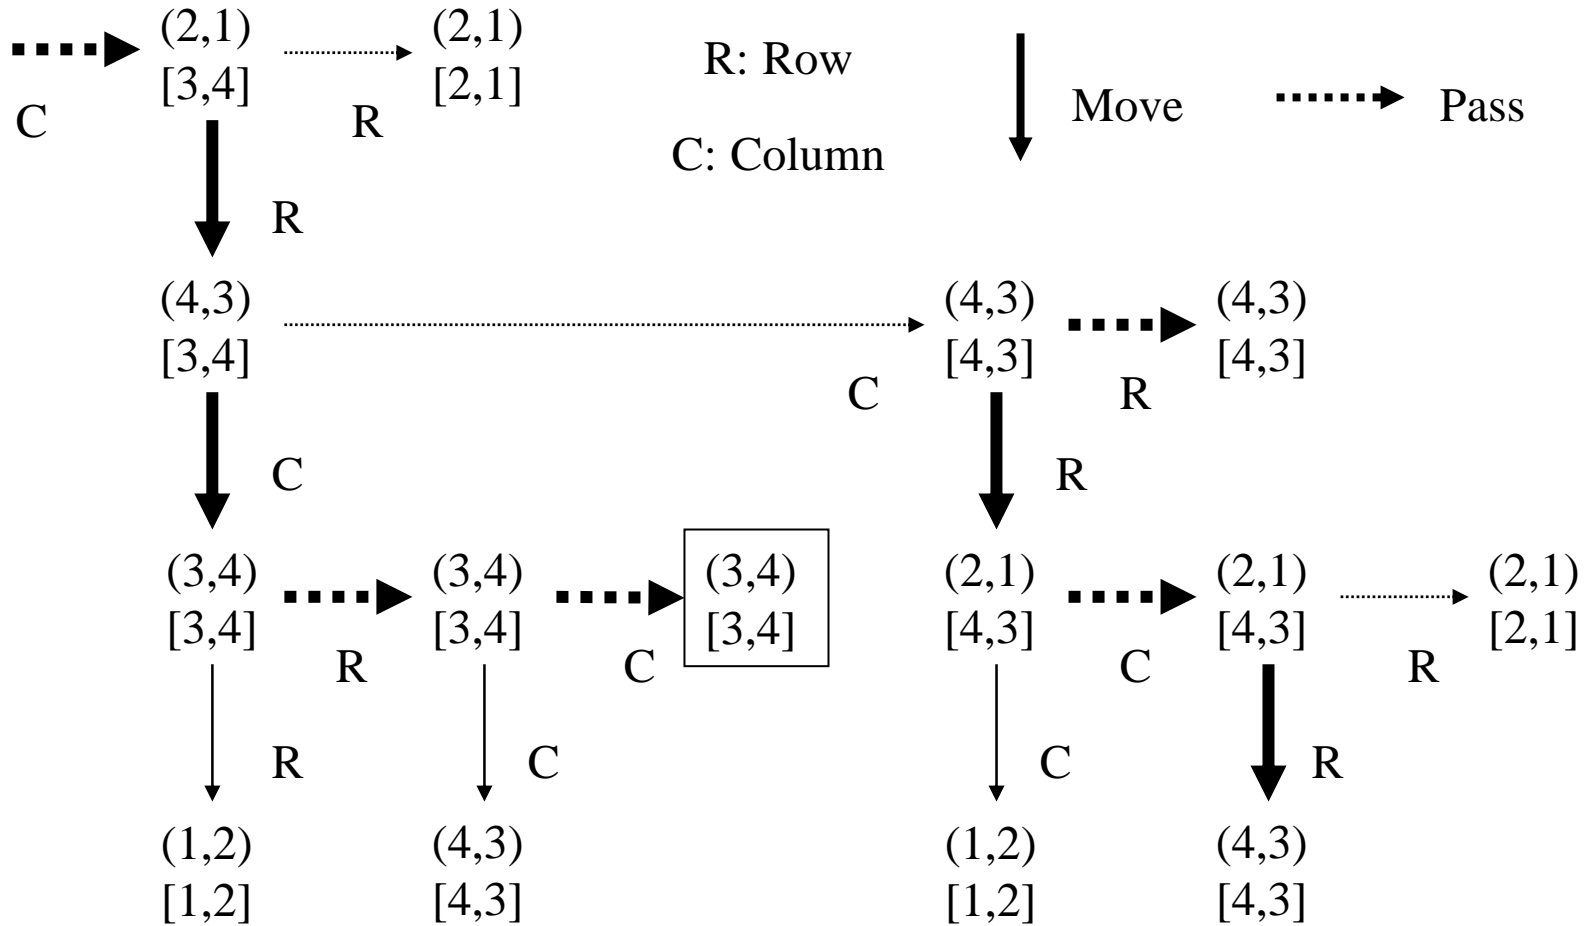 (2,1) (2,1)
R: Row
[3,4] [2,1]
Move Pass
C R
C: Column
R
(4,3) (4,3) (4,3)
[3,4] [4,3] [4,3]
C R
C R
(3,4) (3,4) (3,4) (2,1) (2,1) (2,1)
[3,4] [3,4] [3,4] [4,3] [4,3] [2,1]
R C C R
R C C R
(1,2) (4,3) (1,2) (4,3)
[1,2] [4,3] [1,2] [4,3]